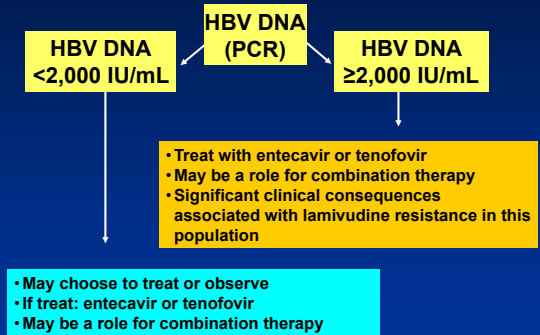 HBV DNA
(PCR)
HBV DNA
<2,000 IU/mL
HBV DNA
≥2,000 IU/mL
• Treat with entecavir or tenofovir
• May be a role for combination therapy
• Significant clinical consequences
associated with lamivudine resistance in this
population
• May choose to treat or observe
• If treat: entecavir or tenofovir
• May be a role for combination therapy